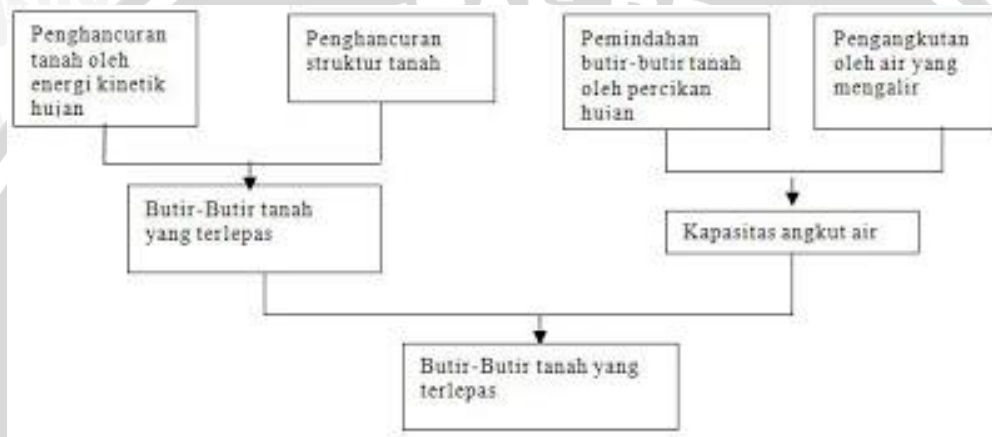 Penghancuran
tanah oleh
energi kinetik
hujan
Penghancuran
struktur tanah
Pemindahan
butir-butir tanah
oleh percikan
hujan
Pengangkutan
oleh air yang
mengalir
Butir-Butir tanah
yang terlepas
Kapasitas angkut air
Butir-Butir tanah yang
terlepas